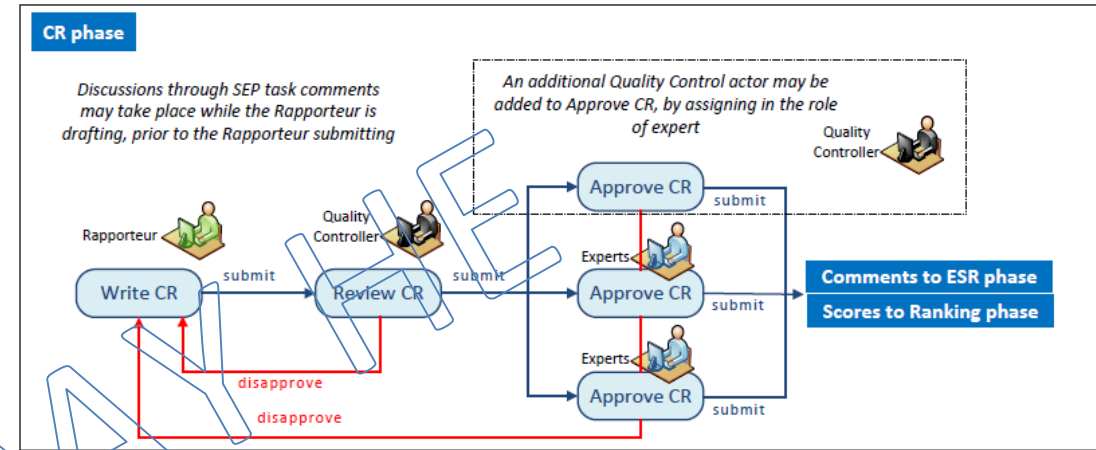 CR phase
Discussions through SEP task comments
may take place while the Rapporteur is
drafting, prior to the Rapporteur submitting
An additional Quality Control actor may be
added to Approve CR, by assigning in the role
of expert
Quality
Controller
Approve CR
submit
Rapporteur
Quality
Controller
Experts
Write CR
submit
Review CR
submit
Approve CR
submit
Comments to ESR phase
Scores to Ranking phase
Experts
disapprove
Approve CR
submit
disapprove